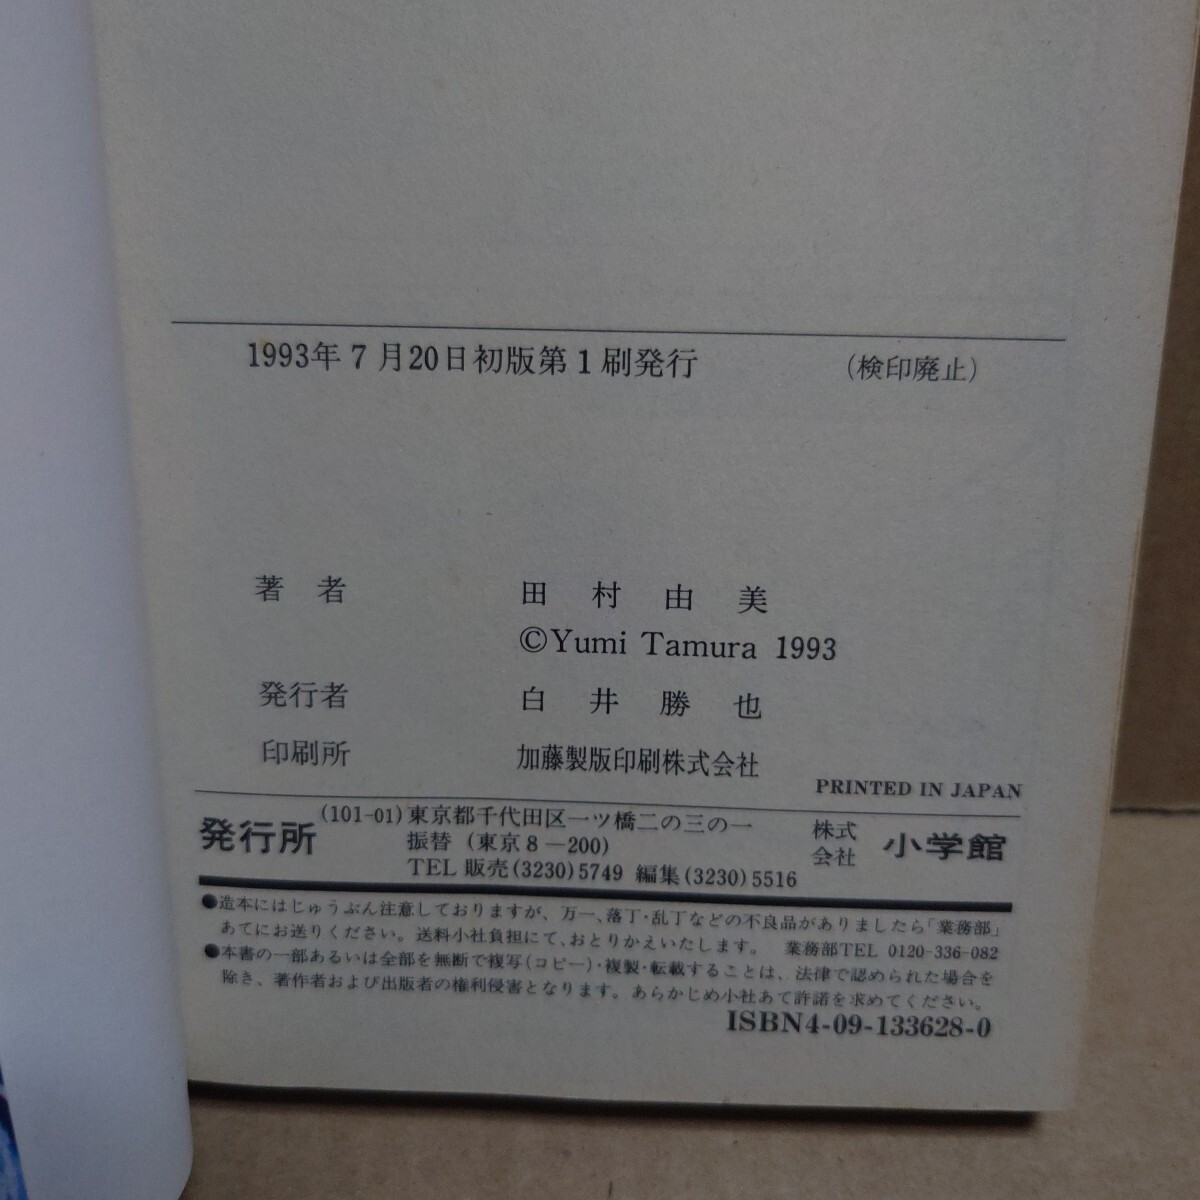 1993年7月20日初版第1刷発行 (検印廃止)
著者 田村由美
©Yumi Tamura 1993
発行者 白井勝也
印刷所 加藤製版印刷株式会社
PRINTED IN JAPAN
発行所 (101-01)東京都千代田区一ツ橋二の三の一
振替(東京8—200)
TEL 販売(3230)5749 編集(3230)5516
株式会社 小学館
●造本にはじゅうぶん注意しておりますが、万一、落丁・乱丁などの不良品がありましたら「業務部」
あてにお送りください。送料小社負担にて、おとりかえいたします。 業務部TEL 0120-336-082
●本書の一部あるいは全部を無断で複写(コピー)・複製・転載することは、法律で認められた場合を
除き、著作者および出版者の権利侵害となります。あらかじめ小社あて許諾を求めてください。
ISBN4-09-133628-0